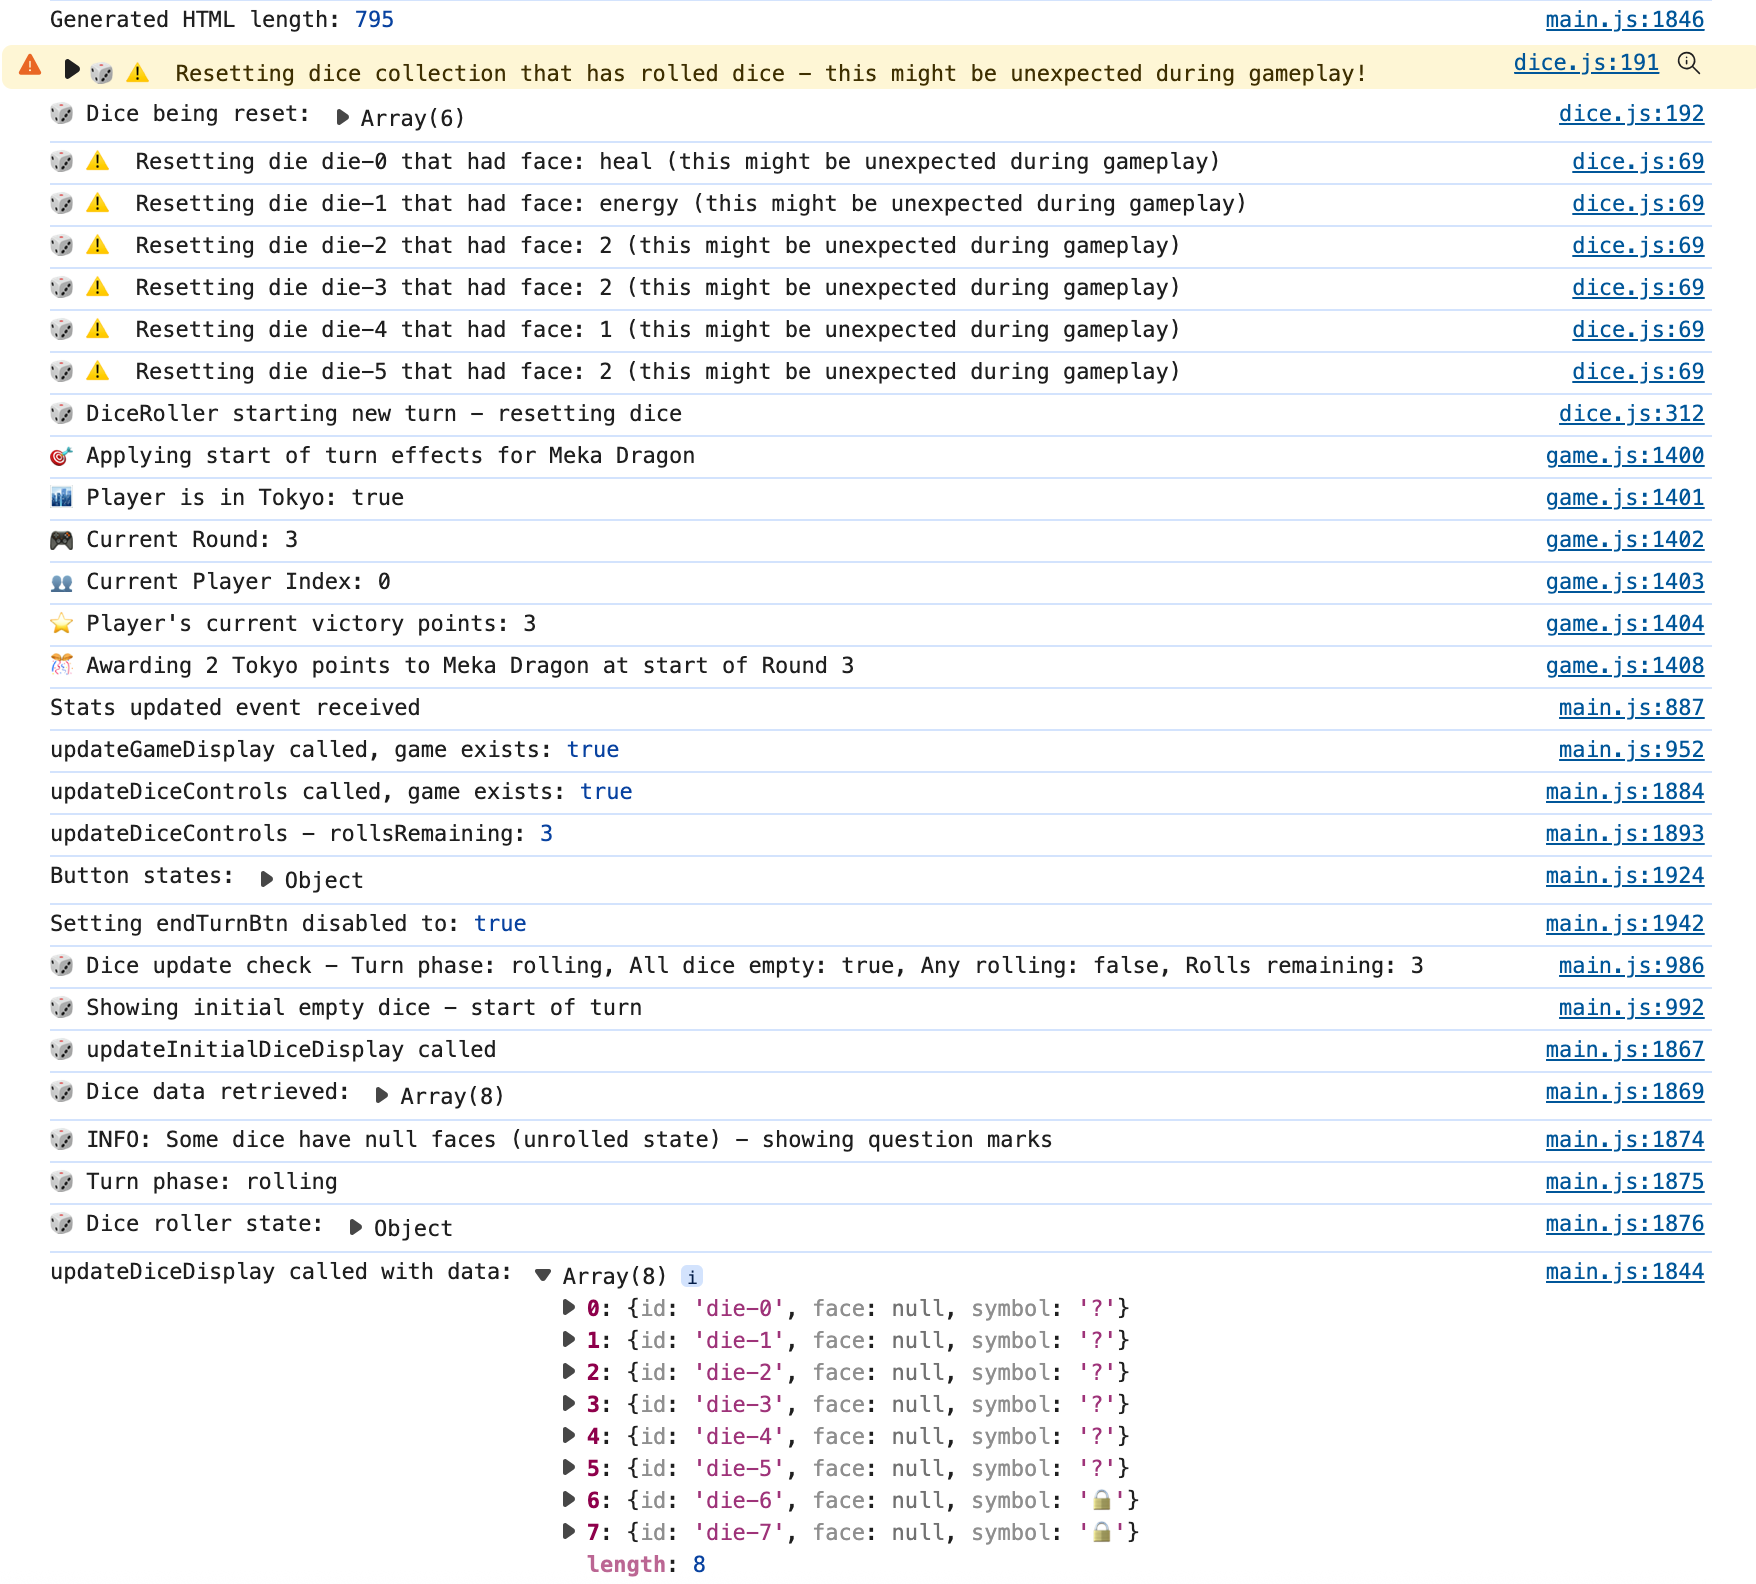 Generated HTML length: 795 main.js:1846
🎲 ⚠️ Resetting dice collection that has rolled dice – this might be unexpected during gameplay! dice.js:191
🎲 Dice being reset: ▶ Array(6) dice.js:192
🎲 ⚠️ Resetting die die–0 that had face: heal (this might be unexpected during gameplay) dice.js:69
🎲 ⚠️ Resetting die die–1 that had face: energy (this might be unexpected during gameplay) dice.js:69
🎲 ⚠️ Resetting die die–2 that had face: 2 (this might be unexpected during gameplay) dice.js:69
🎲 ⚠️ Resetting die die–3 that had face: 2 (this might be unexpected during gameplay) dice.js:69
🎲 ⚠️ Resetting die die–4 that had face: 1 (this might be unexpected during gameplay) dice.js:69
🎲 ⚠️ Resetting die die–5 that had face: 2 (this might be unexpected during gameplay) dice.js:69
🎲 DiceRoller starting new turn – resetting dice dice.js:312
🎯 Applying start of turn effects for Meka Dragon game.js:1400
🏙️ Player is in Tokyo: true game.js:1401
🎮 Current Round: 3 game.js:1402
👥 Current Player Index: 0 game.js:1403
⭐ Player's current victory points: 3 game.js:1404
🎊 Awarding 2 Tokyo points to Meka Dragon at start of Round 3 game.js:1408
Stats updated event received main.js:887
updateGameDisplay called, game exists: true main.js:952
updateDiceControls called, game exists: true main.js:1884
updateDiceControls – rollsRemaining: 3 main.js:1893
Button states: ▶ Object main.js:1924
Setting endTurnBtn disabled to: true main.js:1942
🎲 Dice update check – Turn phase: rolling, All dice empty: true, Any rolling: false, Rolls remaining: 3 main.js:986
🎲 Showing initial empty dice – start of turn main.js:992
🎲 updateInitialDiceDisplay called main.js:1867
🎲 Dice data retrieved: ▶ Array(8) main.js:1869
🎲 INFO: Some dice have null faces (unrolled state) – showing question marks main.js:1874
🎲 Turn phase: rolling main.js:1875
🎲 Dice roller state: ▶ Object main.js:1876
updateDiceDisplay called with data: ▼ Array(8) i main.js:1844
▶ 0: {id: 'die–0', face: null, symbol: '?'}
▶ 1: {id: 'die–1', face: null, symbol: '?'}
▶ 2: {id: 'die–2', face: null, symbol: '?'}
▶ 3: {id: 'die–3', face: null, symbol: '?'}
▶ 4: {id: 'die–4', face: null, symbol: '?'}
▶ 5: {id: 'die–5', face: null, symbol: '?'}
▶ 6: {id: 'die–6', face: null, symbol: '🔒'}
▶ 7: {id: 'die–7', face: null, symbol: '🔒'}
length: 8